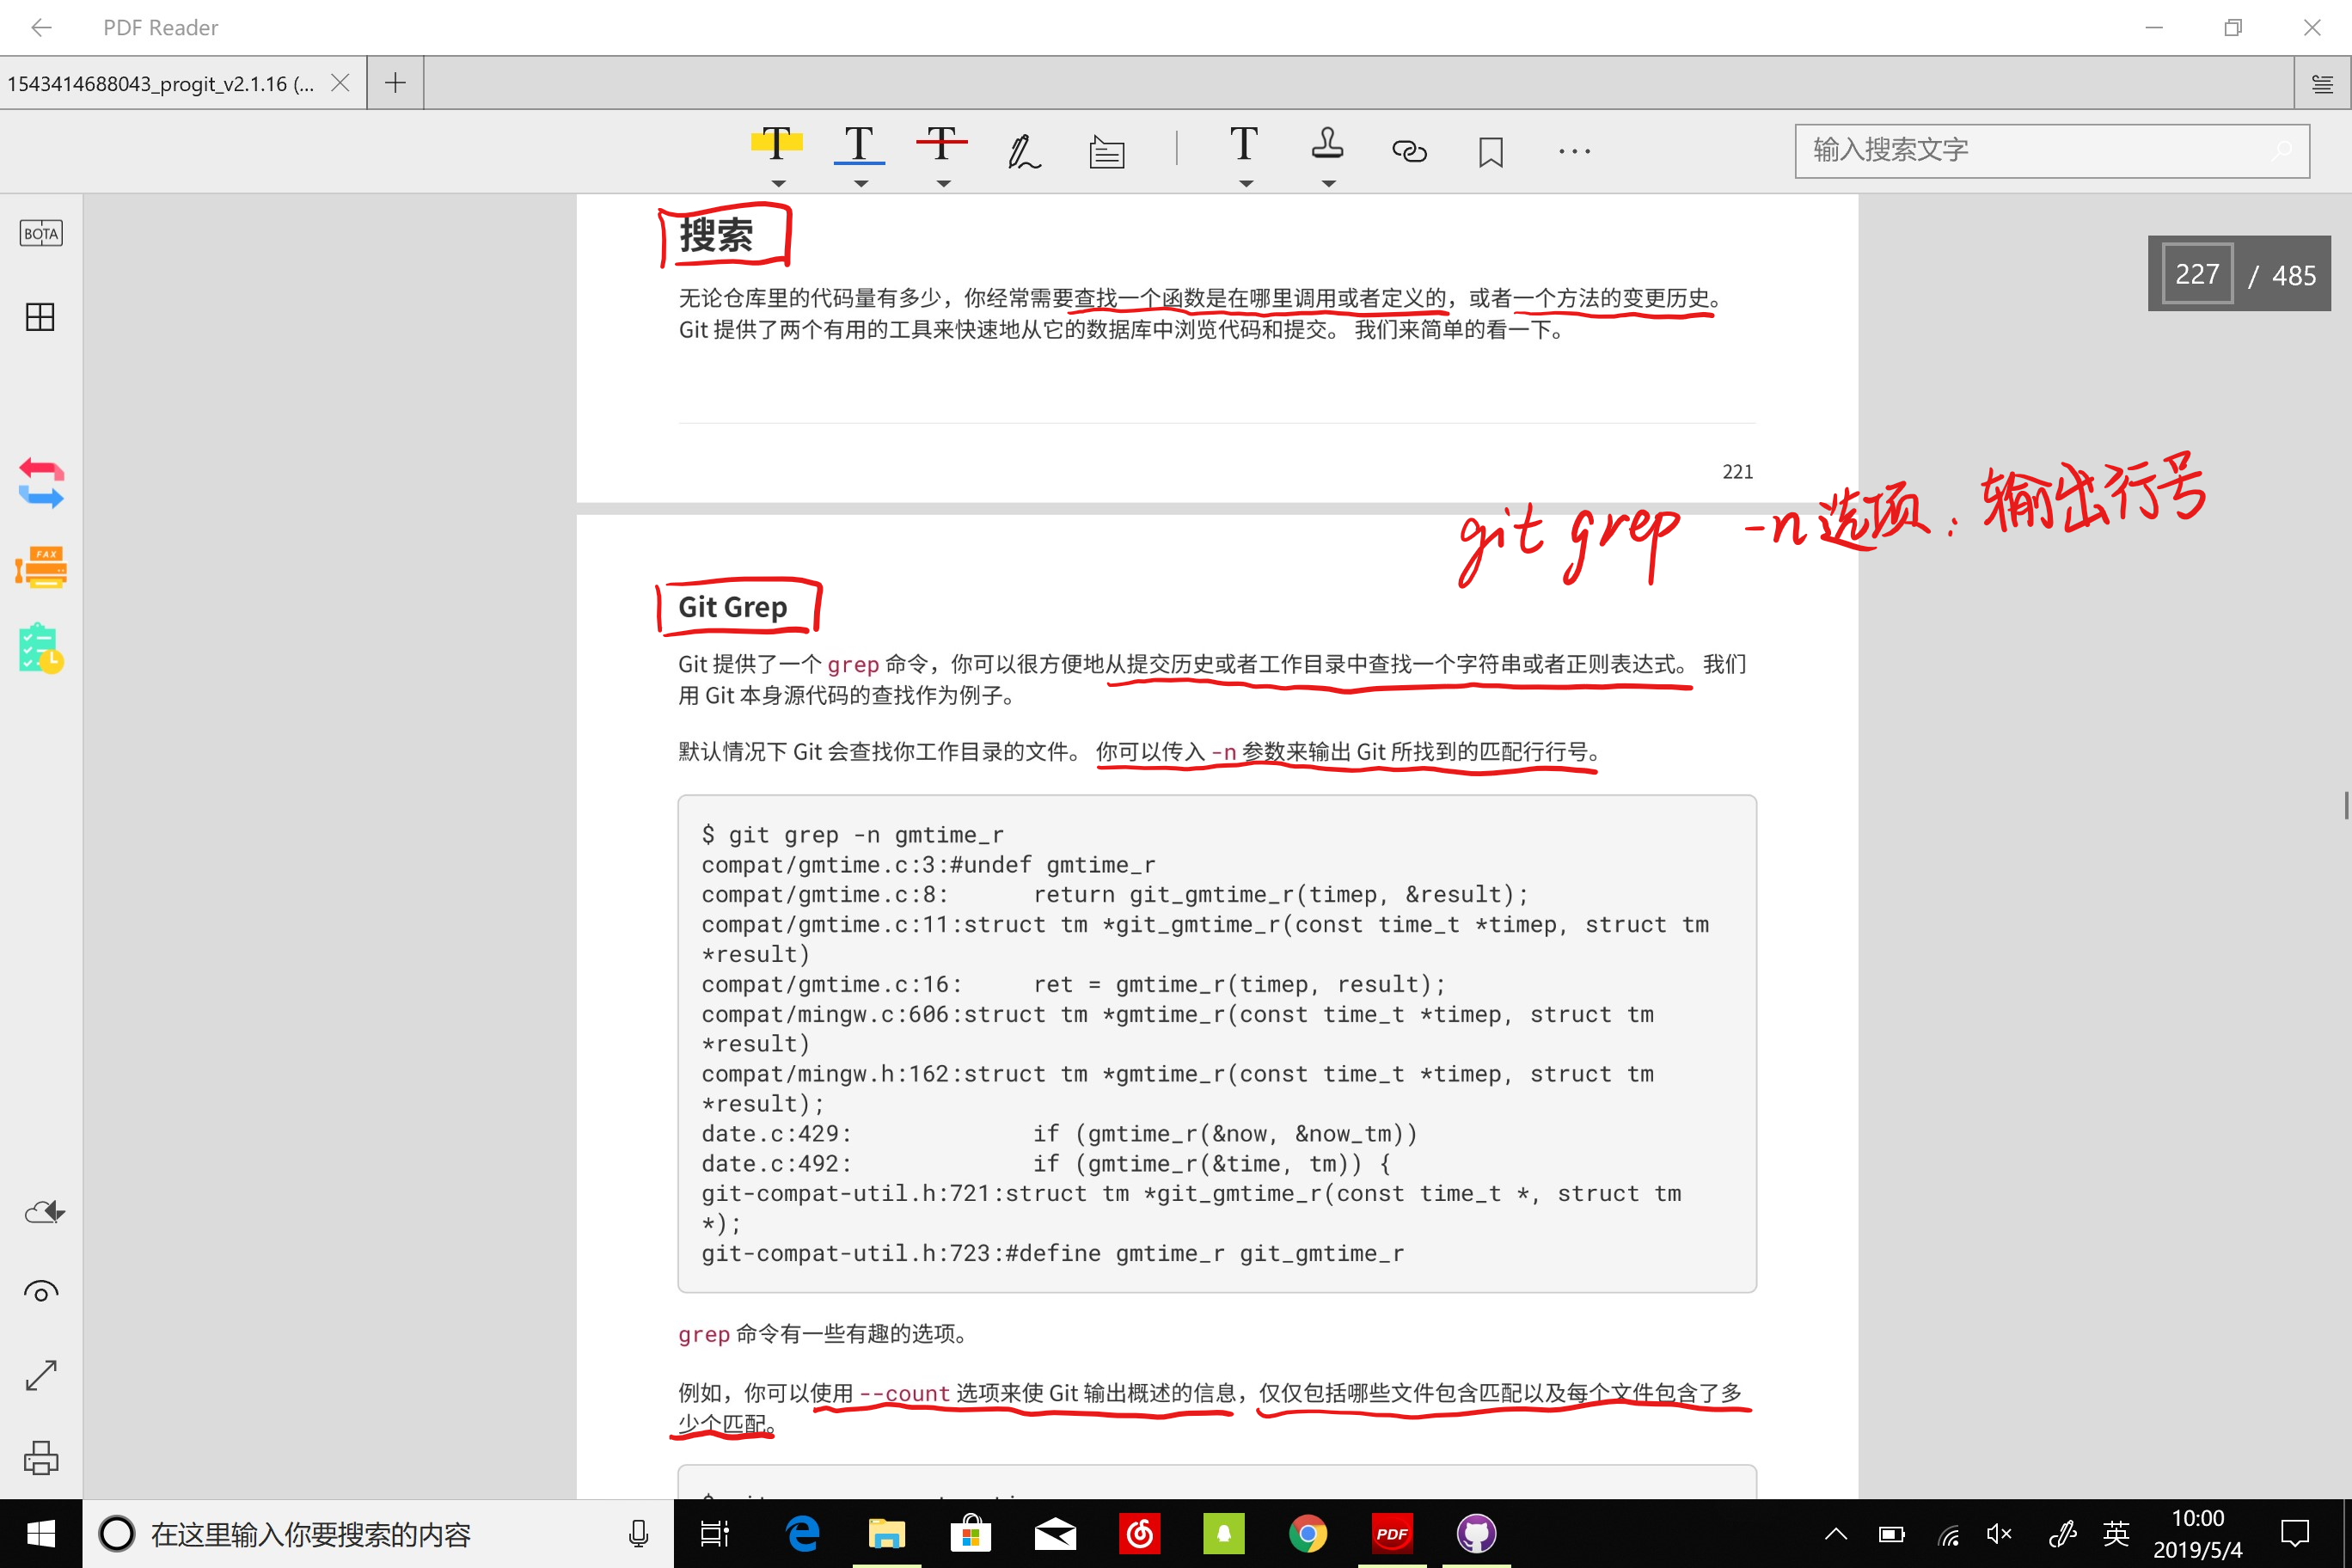 PDF Reader
1543414688043_progit_v2.1.16 (...
T T T T
输入搜索文字
BOTA
FAX
227 / 485
搜索
无论仓库里的代码量有多少，你经常需要查找一个函数是在哪里调用或者定义的，或者一个方法的变更历史。
Git 提供了两个有用的工具来快速地从它的数据库中浏览代码和提交。 我们来简单的看一下。
221
git grep -n选项：输出行号
Git Grep
Git 提供了一个 grep 命令，你可以很方便地从提交历史或者工作目录中查找一个字符串或者正则表达式。 我们
用 Git 本身源代码的查找作为例子。
默认情况下 Git 会查找你工作目录的文件。 你可以传入 -n 参数来输出 Git 所找到的匹配行行号。
$ git grep -n gmtime_r
compat/gmtime.c:3:#undef gmtime_r
compat/gmtime.c:8:      return git_gmtime_r(timep, &result);
compat/gmtime.c:11:struct tm *git_gmtime_r(const time_t *timep, struct tm
*result)
compat/gmtime.c:16:     ret = gmtime_r(timep, result);
compat/mingw.c:606:struct tm *gmtime_r(const time_t *timep, struct tm
*result)
compat/mingw.h:162:struct tm *gmtime_r(const time_t *timep, struct tm
*result);
date.c:429:             if (gmtime_r(&now, &now_tm))
date.c:492:             if (gmtime_r(&time, tm)) {
git-compat-util.h:721:struct tm *git_gmtime_r(const time_t *, struct tm
*);
git-compat-util.h:723:#define gmtime_r git_gmtime_r
grep 命令有一些有趣的选项。
例如，你可以使用 --count 选项来使 Git 输出概述的信息，仅仅包括哪些文件包含匹配以及每个文件包含了多
少个匹配。
在这里输入你要搜索的内容
PDF
英
10:00
2019/5/4